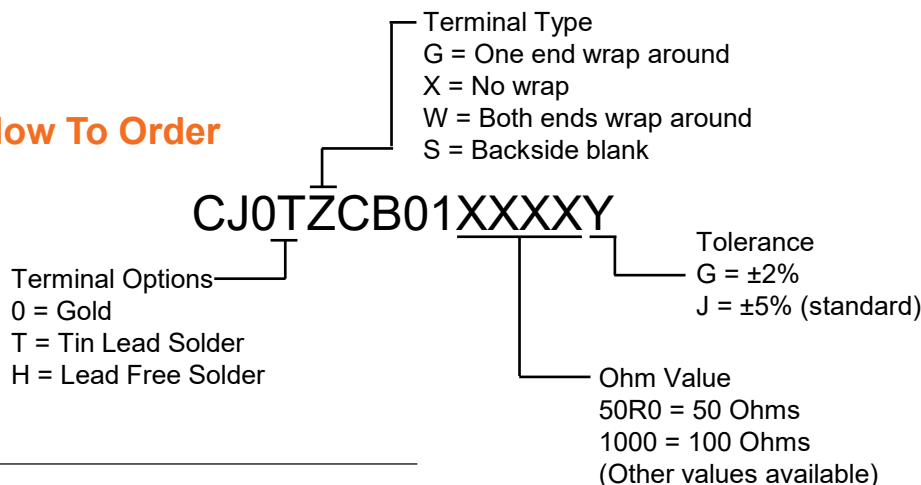 Terminal Type
G = One end wrap around
X = No wrap
W = Both ends wrap around
S = Backside blank
How To Order
CJ0TZCB01XXXXY
Terminal Options
0 = Gold
T = Tin Lead Solder
H = Lead Free Solder
Tolerance
G = ±2%
J = ±5% (standard)
Ohm Value
50R0 = 50 Ohms
1000 = 100 Ohms
(Other values available)